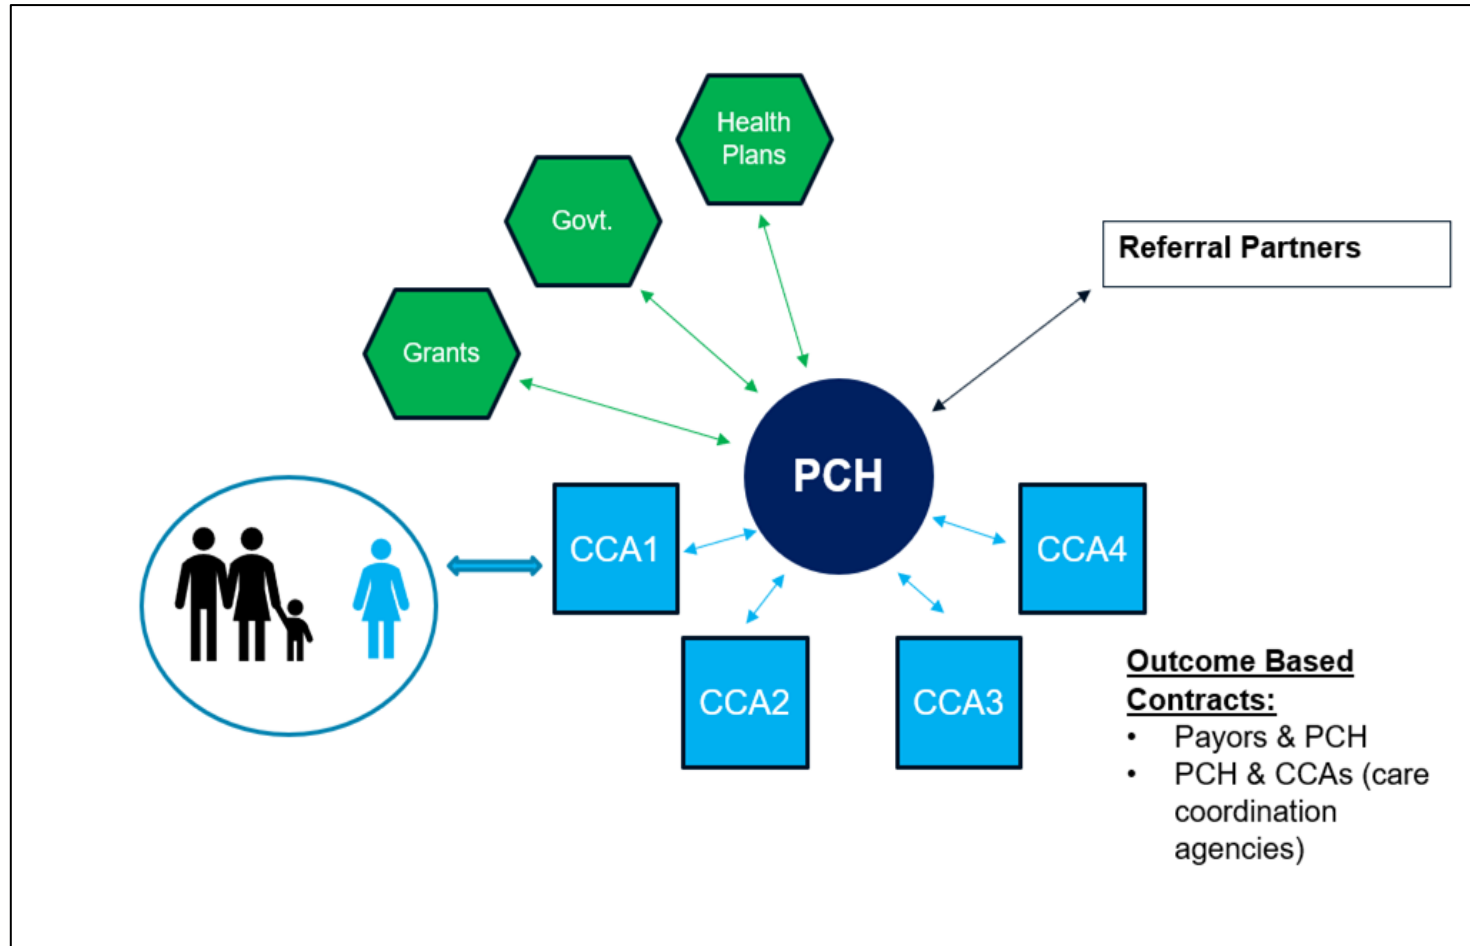 Health
Plans
Govt.
Grants
Referral Partners
PCH
CCA1
CCA2
CCA3
CCA4
Outcome Based
Contracts:
• Payors & PCH
• PCH & CCAs (care
coordination
agencies)